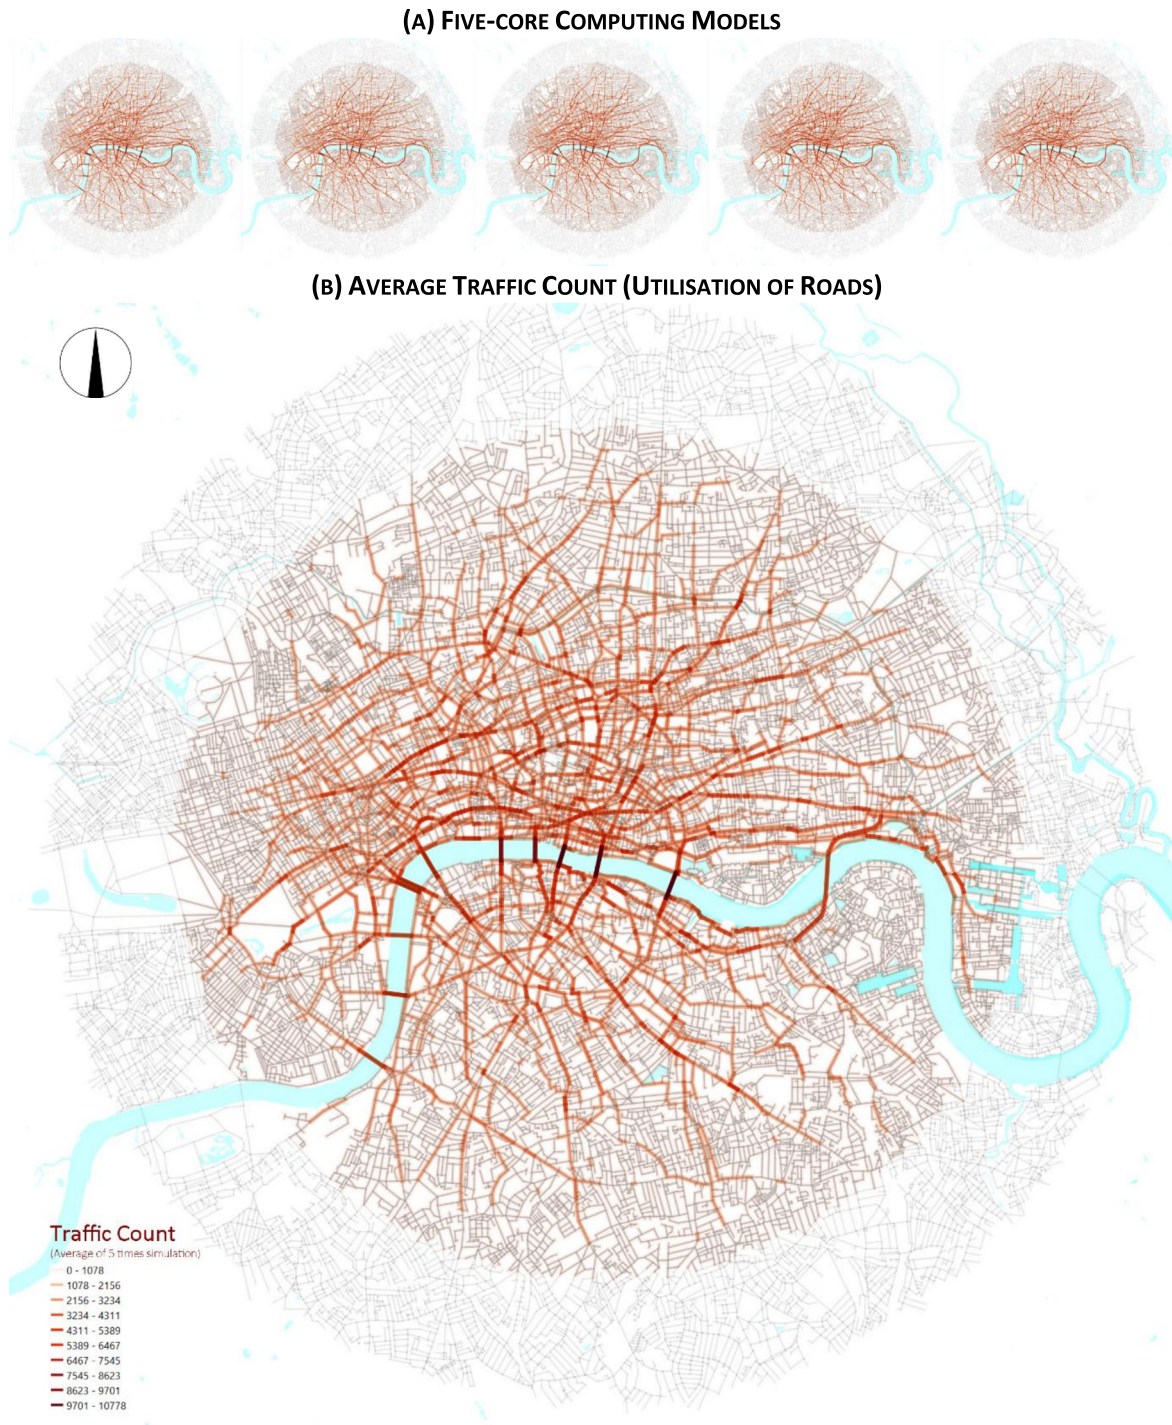 (A) FIVE-CORE COMPUTING MODELS
(B) AVERAGE TRAFFIC COUNT (UTILISATION OF ROADS)
Traffic Count
(Average of 5 times simulation)
0 - 1078
1078 - 2156
2156 - 3234
3234 - 4311
4311 - 5389
5389 - 6467
6467 - 7545
7545 - 8623
8623 - 9701
9701 - 10778